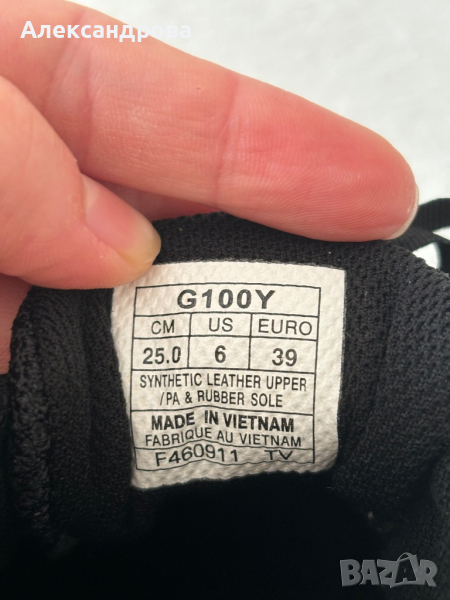 Александрова
G100Y
CM US EURO
25.0 6 39
SYNTHETIC LEATHER UPPER
/PA & RUBBER SOLE
MADE IN VIETNAM
FABRIQUE AU VIETNAM
F460911 TV
BAZAR